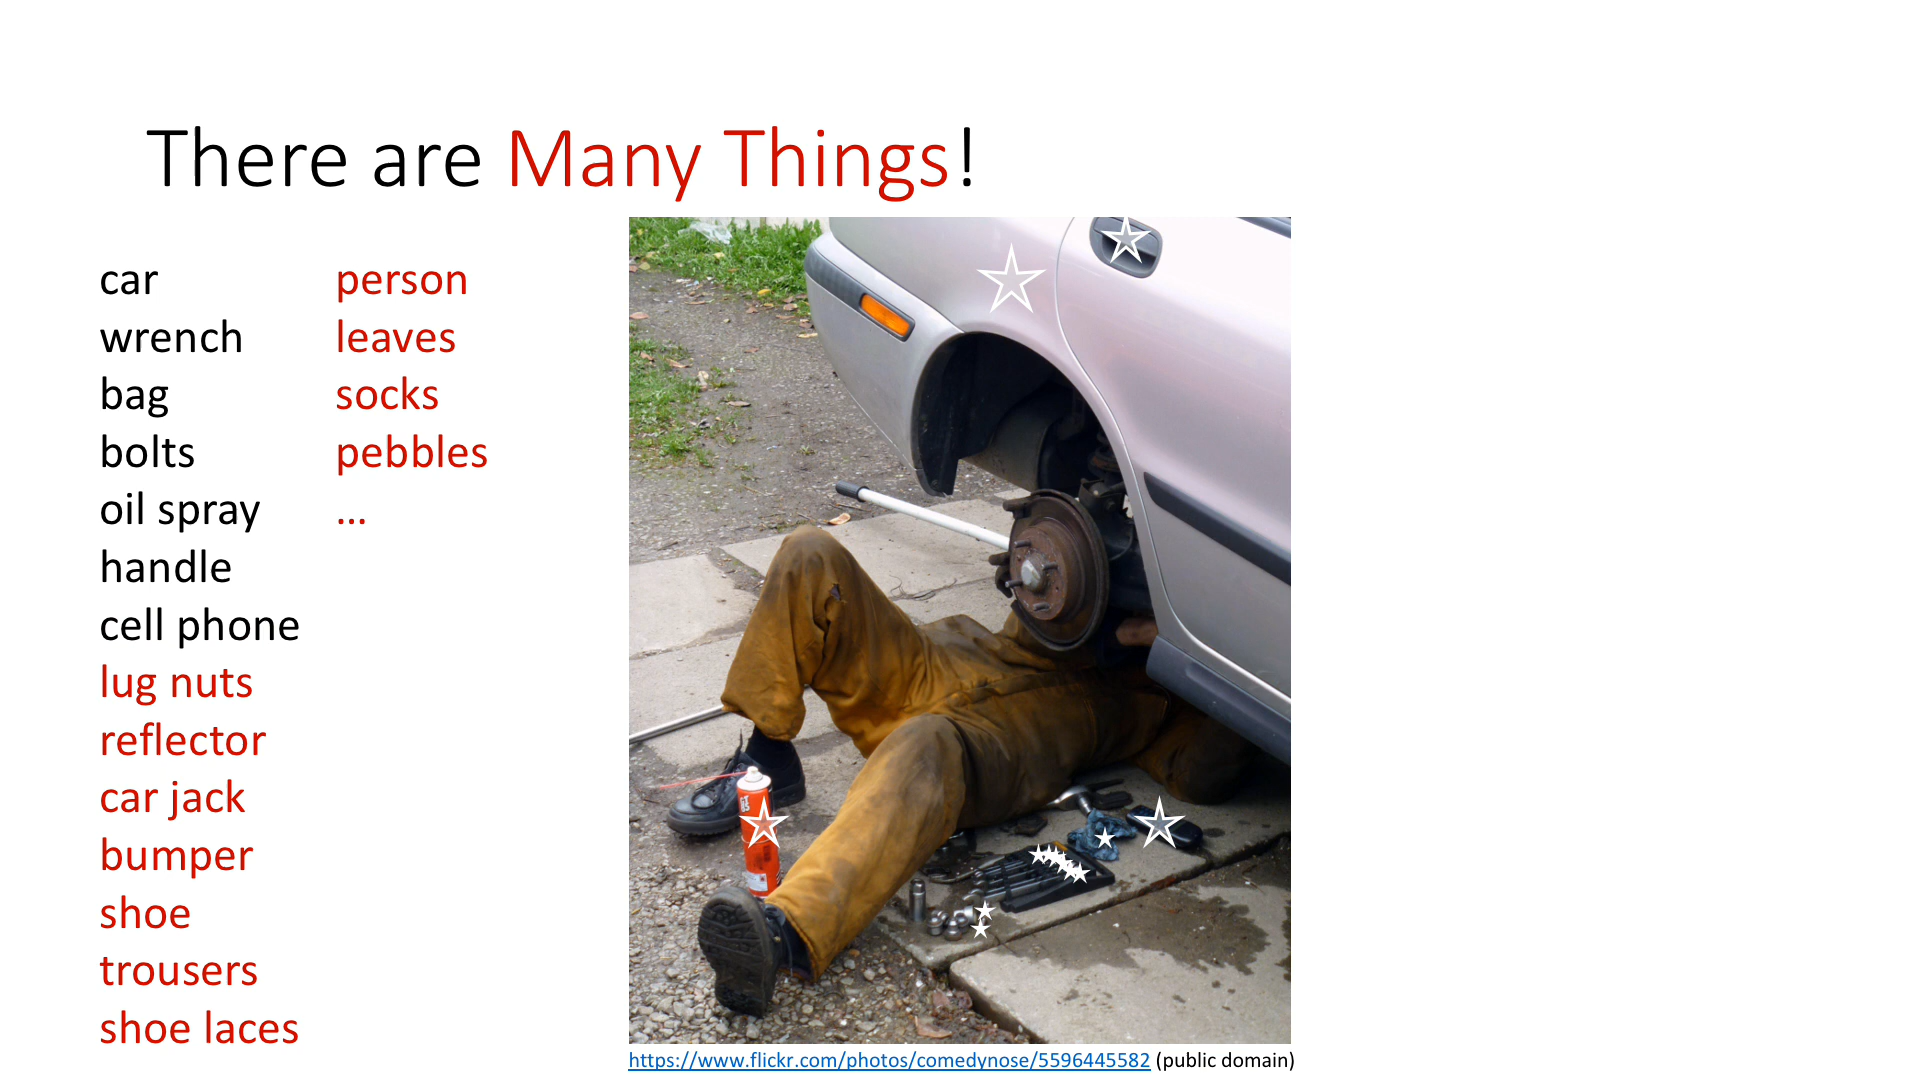 There are Many Things!
car
wrench
bag
bolts
oil spray
handle
cell phone
lug nuts
reflector
car jack
bumper
shoe
trousers
shoe laces
person
leaves
socks
pebbles
...
https://www.flickr.com/photos/comedynose/5596445582 (public domain)